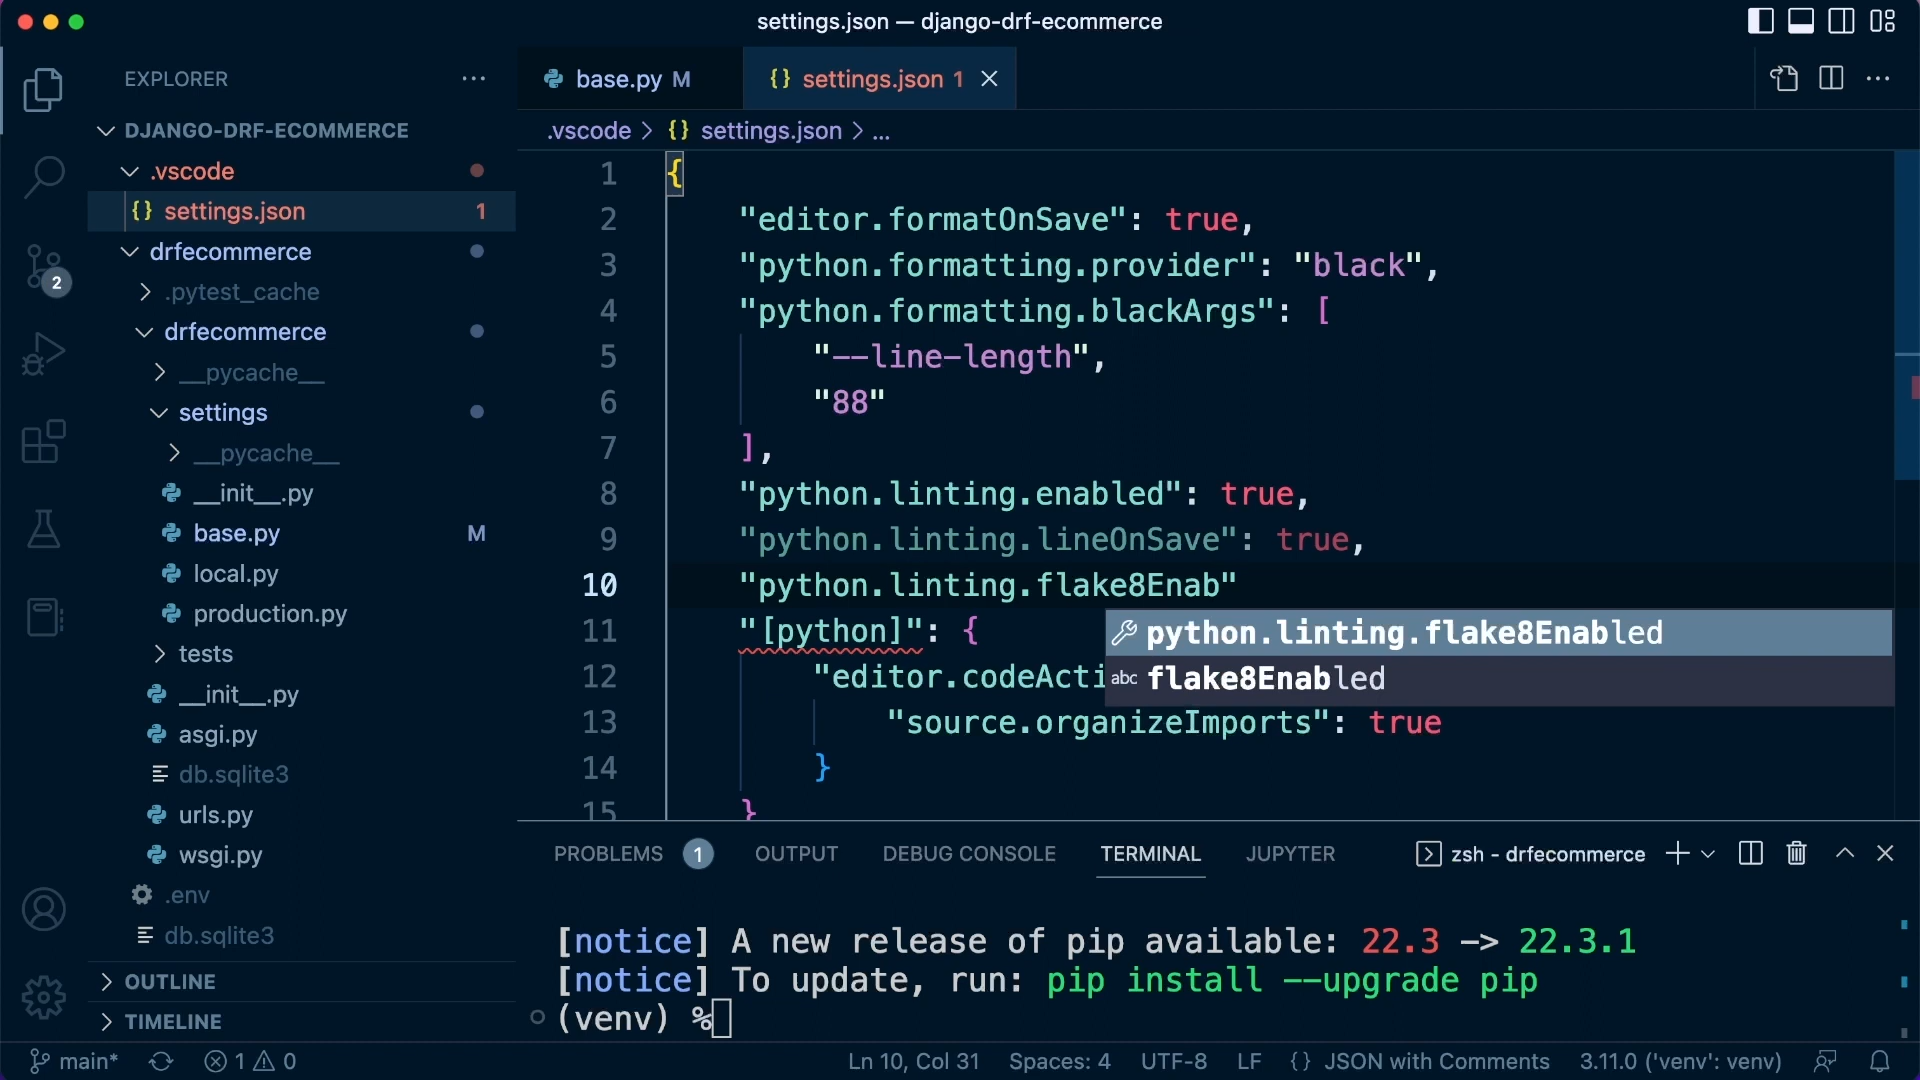 settings.json — django-drf-ecommerce
EXPLORER
DJANGO-DRF-ECOMMERCE
.vscode
{} settings.json 1
drfecommerce
.pytest_cache
drfecommerce
__pycache__
settings
__pycache__
__init__.py
base.py M
local.py
production.py
tests
__init__.py
asgi.py
db.sqlite3
urls.py
wsgi.py
.env
db.sqlite3
OUTLINE
TIMELINE
2
base.py M
{} settings.json 1
.vscode > {} settings.json > ...
1 {
2 "editor.formatOnSave": true,
3 "python.formatting.provider": "black",
4 "python.formatting.blackArgs": [
5 "--line-length",
6 "88"
7 ],
8 "python.linting.enabled": true,
9 "python.linting.lineOnSave": true,
10 "python.linting.flake8Enab"
11 "[python]": {
12 "editor.codeActi
13 "source.organizeImports": true
14 }
15 }
python.linting.flake8Enabled
abc flake8Enabled
PROBLEMS 1 OUTPUT DEBUG CONSOLE TERMINAL JUPYTER zsh - drfecommerce
[notice] A new release of pip available: 22.3 -> 22.3.1
[notice] To update, run: pip install --upgrade pip
(venv) %
main* 1 0 Ln 10, Col 31 Spaces: 4 UTF-8 LF {} JSON with Comments 3.11.0 ('venv': venv)